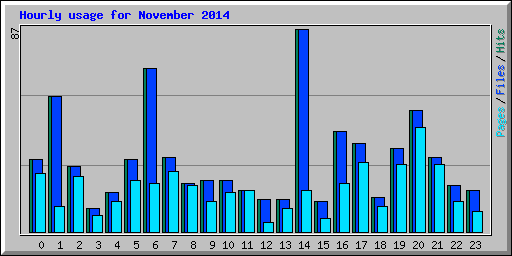 Hourly usage for November 2014
87
Pages / Files / Hits
0 1 2 3 4 5 6 7 8 9 10 11 12 13 14 15 16 17 18 19 20 21 22 23